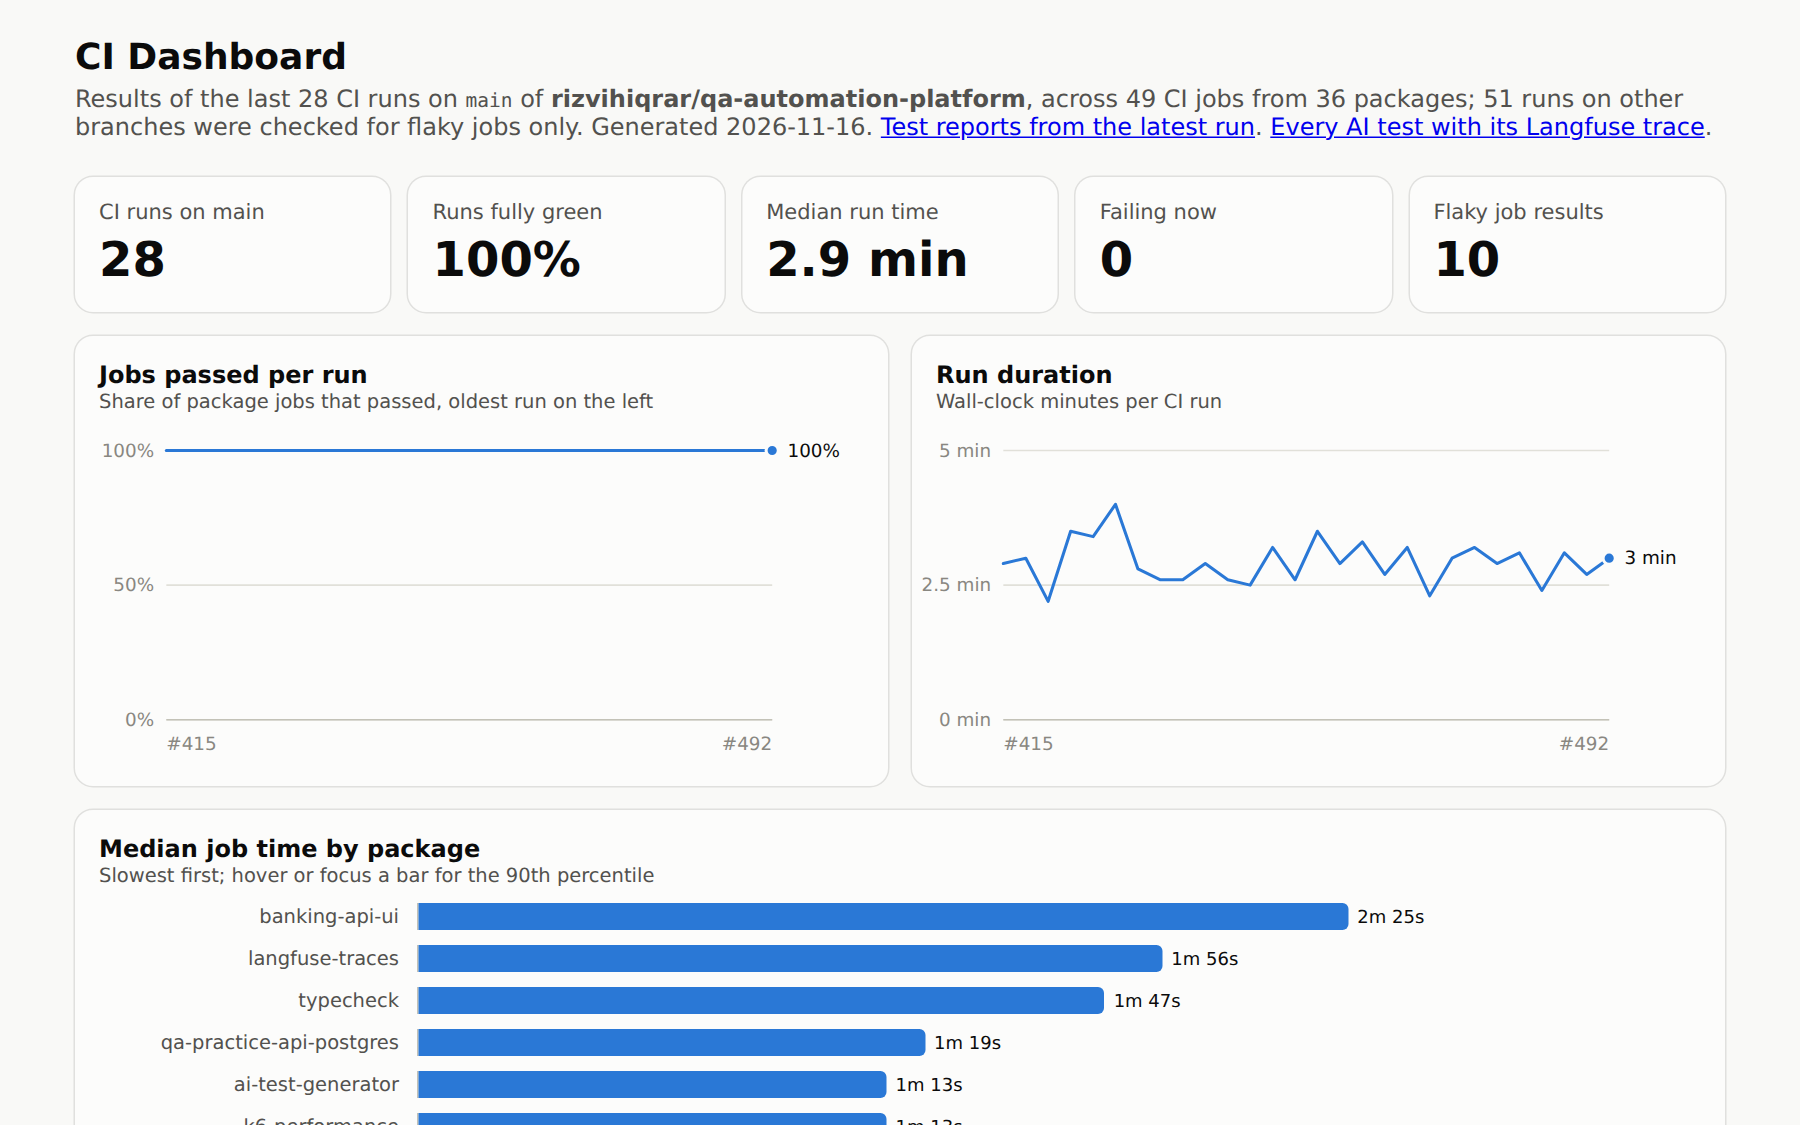 CI Dashboard
Results of the last 28 CI runs on main of rizvihiqrar/qa-automation-platform, across 49 CI jobs from 36 packages; 51 runs on other
branches were checked for flaky jobs only. Generated 2026-11-16. Test reports from the latest run. Every AI test with its Langfuse trace.
CI runs on main
28
Runs fully green
100%
Median run time
2.9 min
Failing now
0
Flaky job results
10
Jobs passed per run
Share of package jobs that passed, oldest run on the left
100%
100%
50%
0%
#415
#492
Run duration
Wall-clock minutes per CI run
5 min
3 min
2.5 min
0 min
#415
#492
Median job time by package
Slowest first; hover or focus a bar for the 90th percentile
banking-api-ui 2m 25s
langfuse-traces 1m 56s
typecheck 1m 47s
qa-practice-api-postgres 1m 19s
ai-test-generator 1m 13s
k6-performance 1m 13s